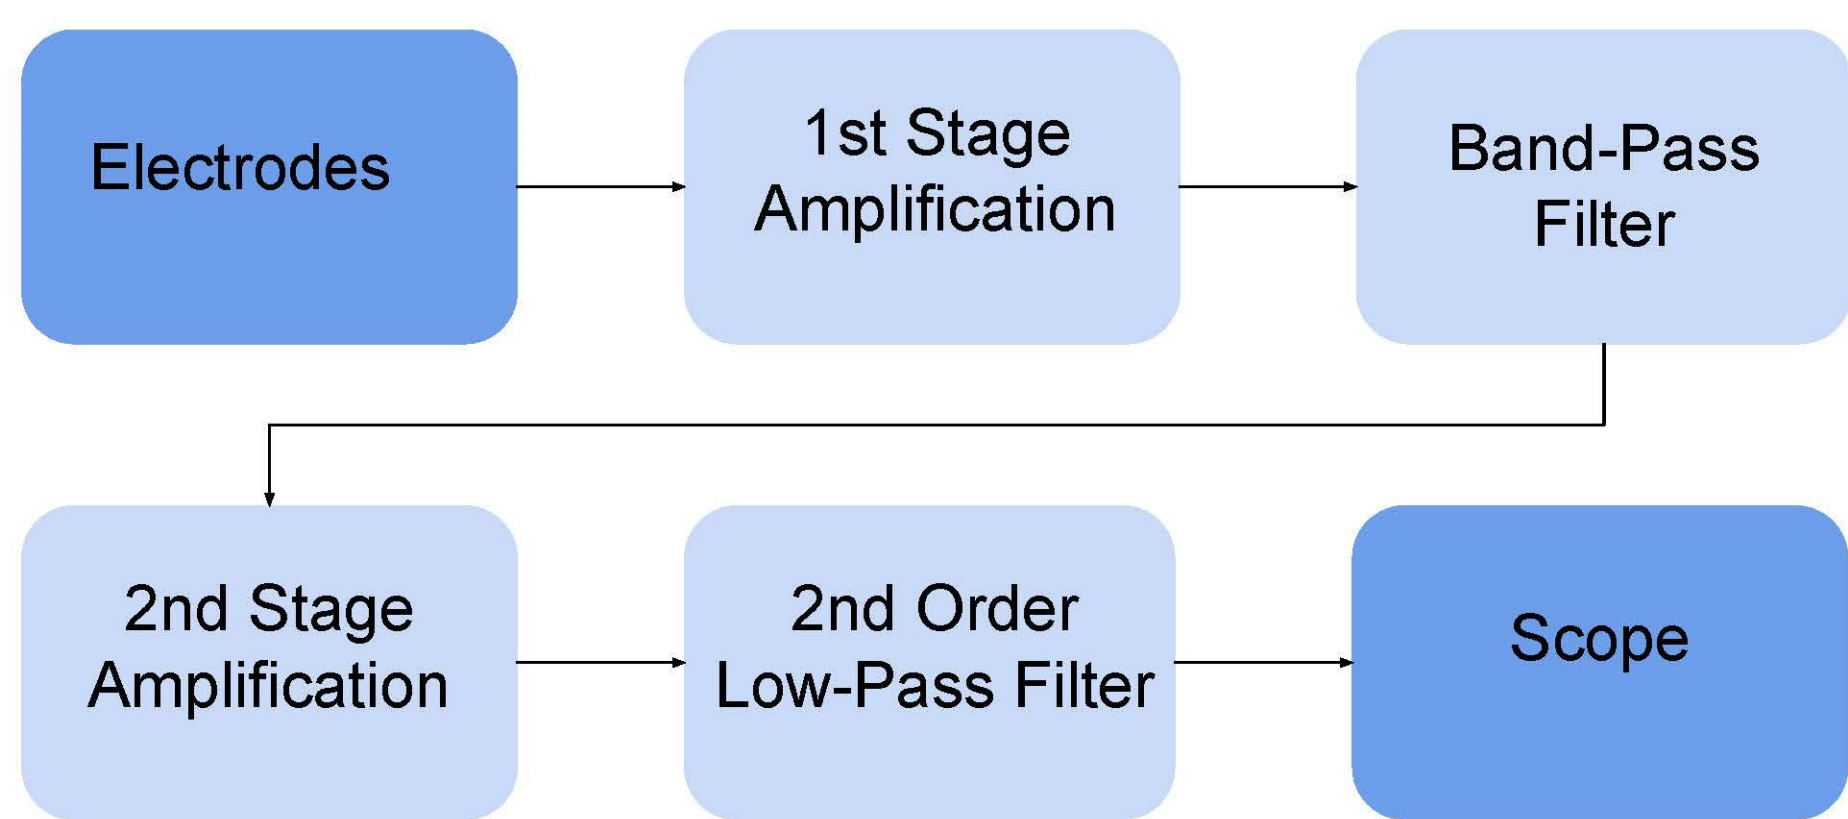 Electrodes
1st Stage
Amplification
Band-Pass
Filter
2nd Stage
Amplification
2nd Order
Low-Pass Filter
Scope